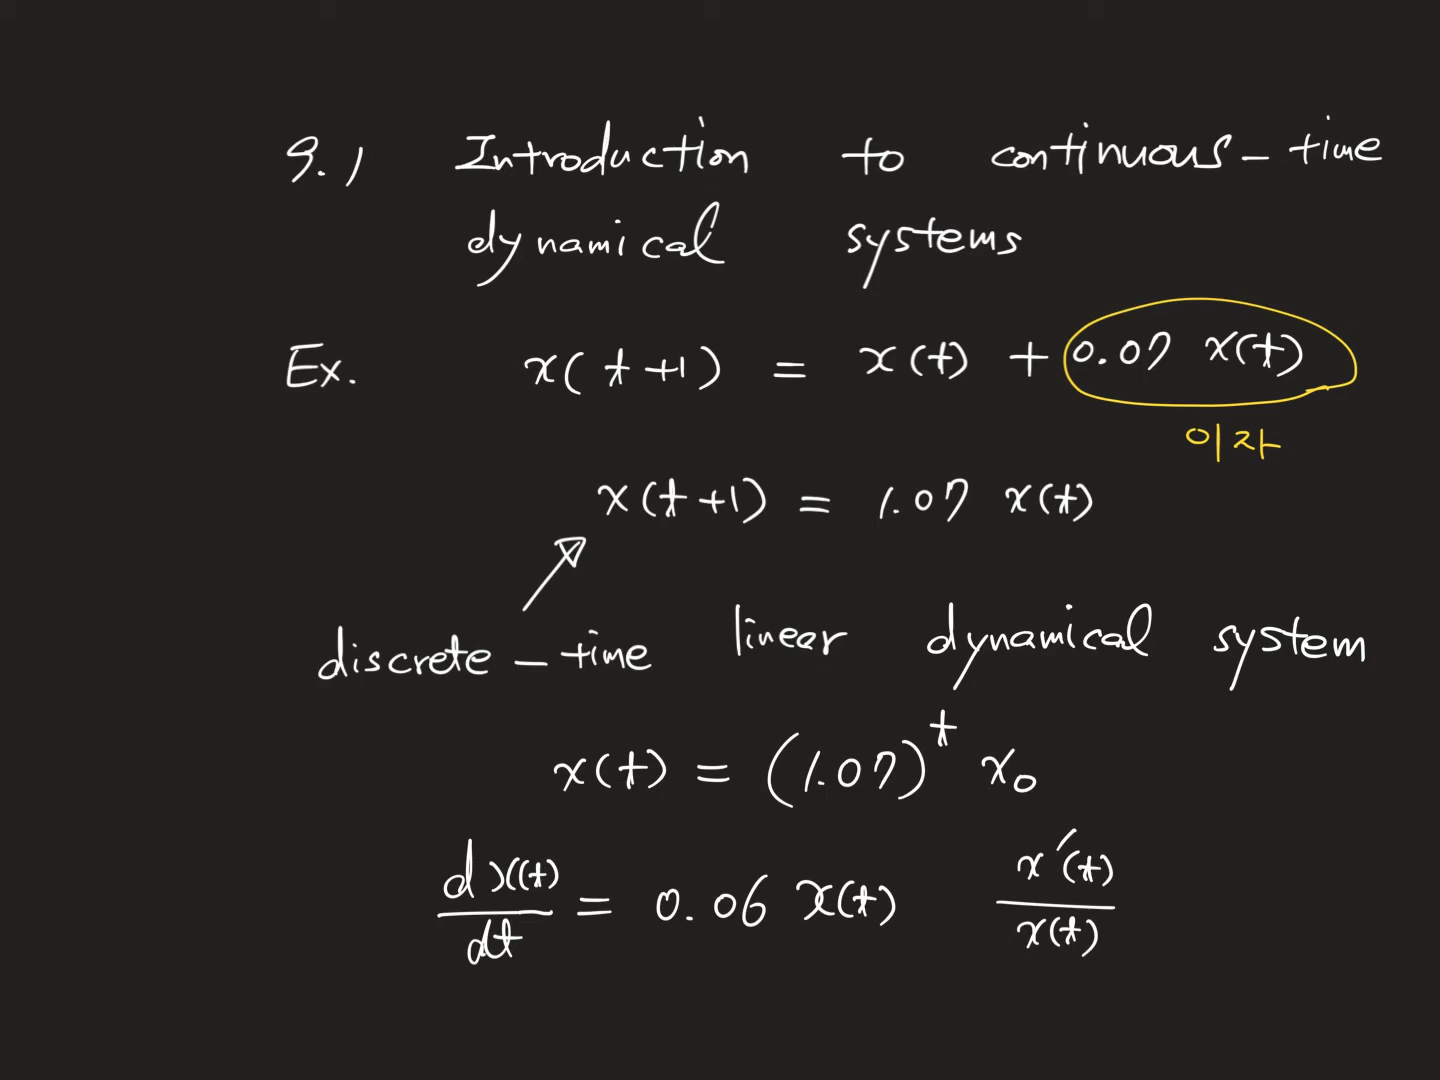 9.1 Introduction to continuous-time
dynamical systems
Ex. x(t+1) = x(t) + 0.07 x(t)
이자
x(t+1) = 1.07 x(t)
discrete-time linear dynamical system
x(t) = (1.07)^t x₀
dx(t)/dt = 0.06 x(t) x′(t)/x(t)